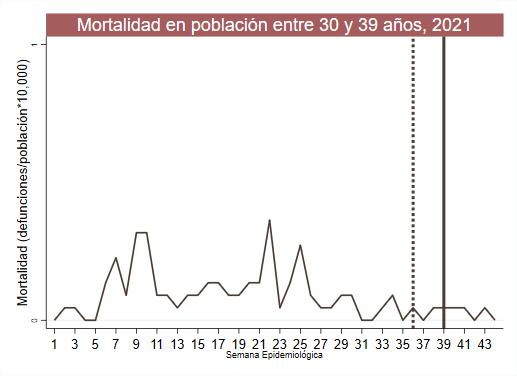 Mortalidad en población entre 30 y 39 años, 2021
Mortalidad (defunciones/población*10,000)
1
0
1 3 5 7 9 11 13 15 17 19 21 23 25 27 29 31 33 35 37 39 41 43
Semana Epidemiológica